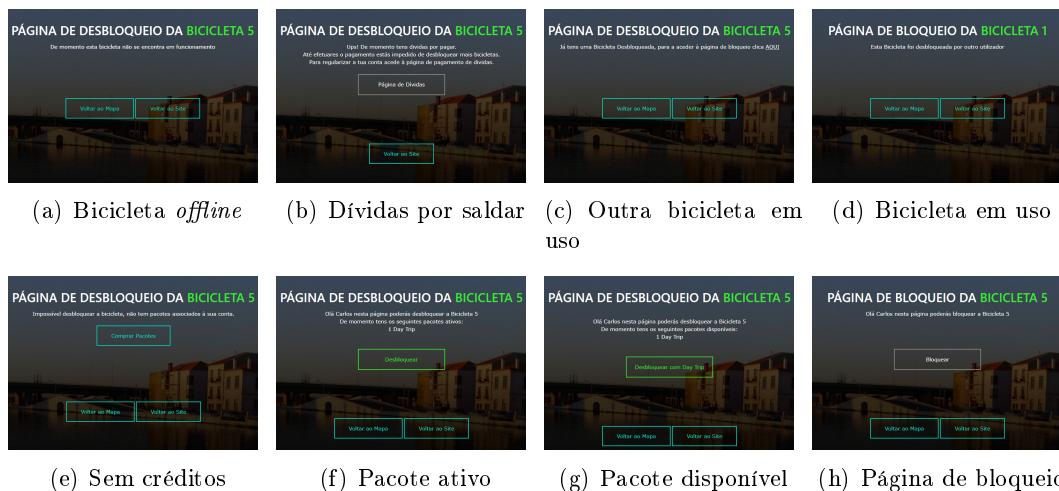 PÁGINA DE DESBLOQUEIO DA BICICLETA 5
De momento esta bicicleta não se encontra em funcionamento
Voltar ao Mapa
Voltar ao Site
(a) Bicicleta offline
PÁGINA DE DESBLOQUEIO DA BICICLETA 5
Ups! De momento tens dívidas por pagar.
Até efetuares o pagamento estás impedido de desbloquear mais bicicletas.
Para regularizar a tua conta acede à página de pagamento de dívidas.
Página de Dívidas
Voltar ao Site
(b) Dívidas por saldar
PÁGINA DE DESBLOQUEIO DA BICICLETA 5
Já tens uma Bicicleta Desbloqueada, para a aceder à página de bloqueio clica AQUI
Voltar ao Mapa
Voltar ao Site
(c) Outra bicicleta em
uso
PÁGINA DE BLOQUEIO DA BICICLETA 1
Esta Bicicleta foi desbloqueada por outro utilizador
Voltar ao Mapa
Voltar ao Site
(d) Bicicleta em uso
PÁGINA DE DESBLOQUEIO DA BICICLETA 5
Impossível desbloquear a bicicleta, não tem pacotes associados à sua conta.
Comprar Pacotes
Voltar ao Mapa
Voltar ao Site
(e) Sem créditos
PÁGINA DE DESBLOQUEIO DA BICICLETA 5
Olá Carlos nesta página poderás desbloquear a Bicicleta 5
De momento tens os seguintes pacotes ativos:
1 Day Trip
Desbloquear
Voltar ao Mapa
Voltar ao Site
(f) Pacote ativo
PÁGINA DE DESBLOQUEIO DA BICICLETA 5
Olá Carlos nesta página poderás desbloquear a Bicicleta 5
De momento tens os seguintes pacotes disponíveis:
1 Day Trip
Desbloquear com Day Trip
Voltar ao Mapa
Voltar ao Site
(g) Pacote disponível
PÁGINA DE BLOQUEIO DA BICICLETA 5
Olá Carlos nesta página poderás bloquear a Bicicleta 5
Bloquear
Voltar ao Mapa
Voltar ao Site
(h) Página de bloqueio